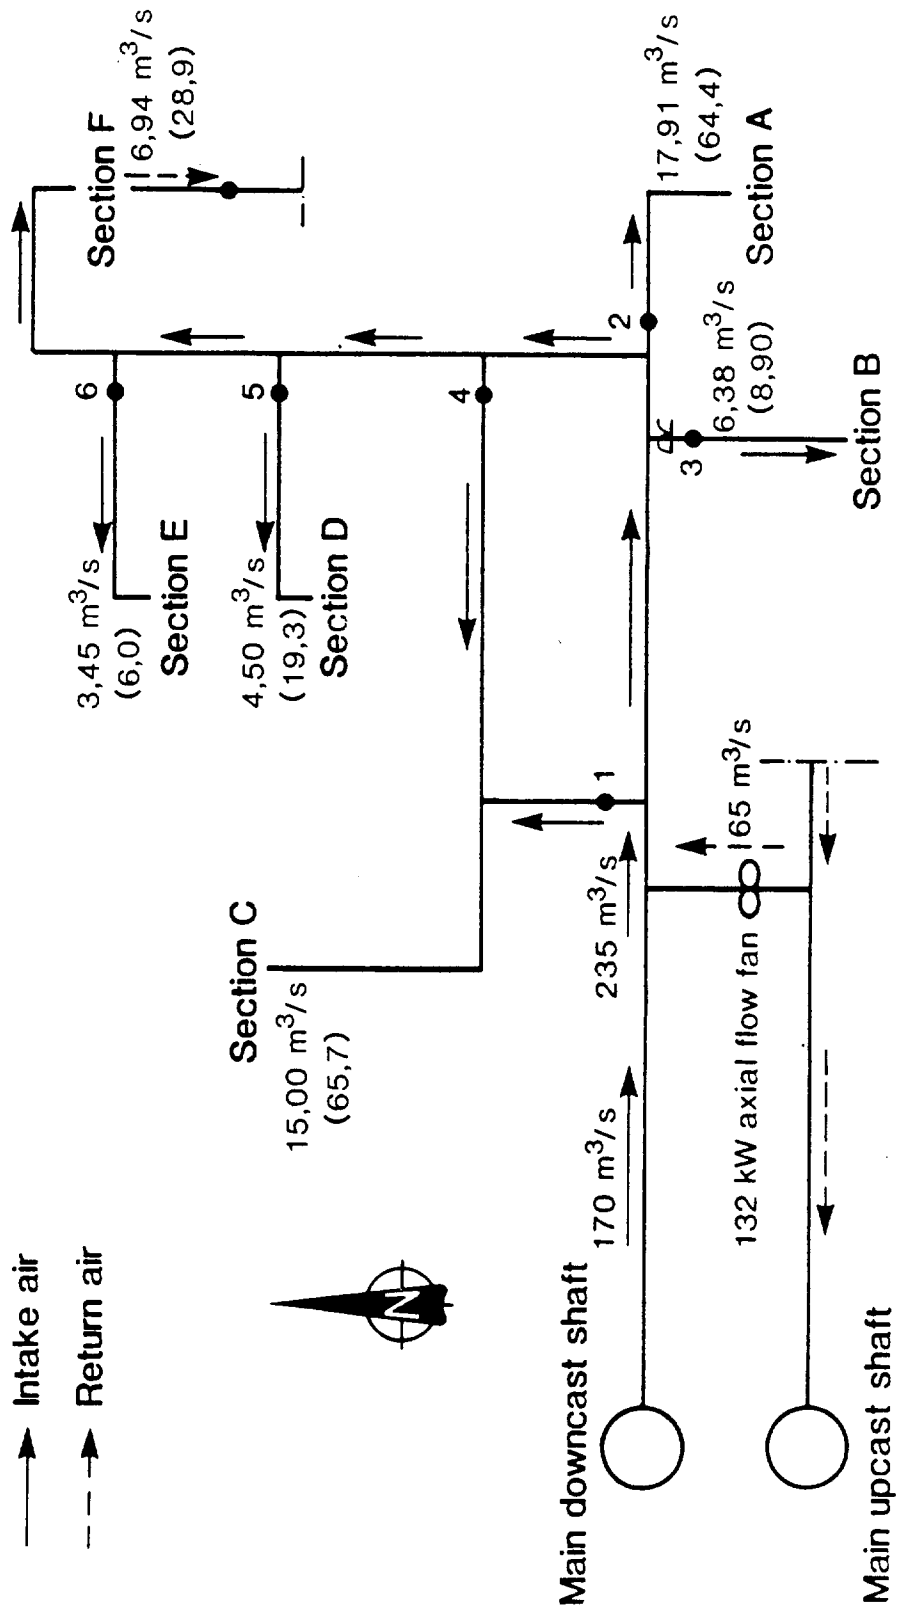 Intake air
Return air
Section E
3,45 m³/s
(6,0)
Section F
6,94 m³/s
(28,9)
Section C
15,00 m³/s
(65,7)
4,50 m³/s
(19,3)
Section D
6
5
4
2
1
3
N
Main downcast shaft
170 m³/s
235 m³/s
17,91 m³/s
(64,4)
Section A
6,38 m³/s
(8,90)
Section B
65 m³/s
132 kW axial flow fan
Main upcast shaft